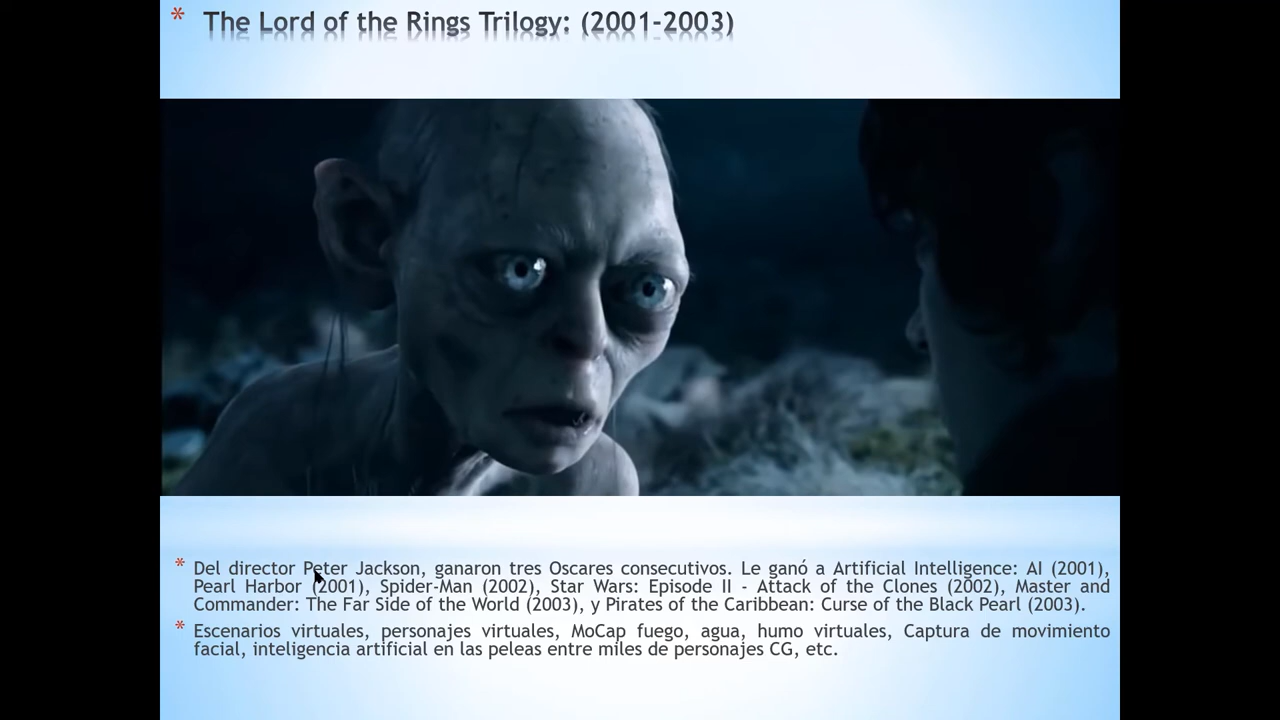 * The Lord of the Rings Trilogy: (2001-2003)
* Del director Peter Jackson, ganaron tres Oscares consecutivos. Le ganó a Artificial Intelligence: AI (2001),
Pearl Harbor (2001), Spider-Man (2002), Star Wars: Episode II - Attack of the Clones (2002), Master and
Commander: The Far Side of the World (2003), y Pirates of the Caribbean: Curse of the Black Pearl (2003).
* Escenarios virtuales, personajes virtuales, MoCap fuego, agua, humo virtuales, Captura de movimiento
facial, inteligencia artificial en las peleas entre miles de personajes CG, etc.